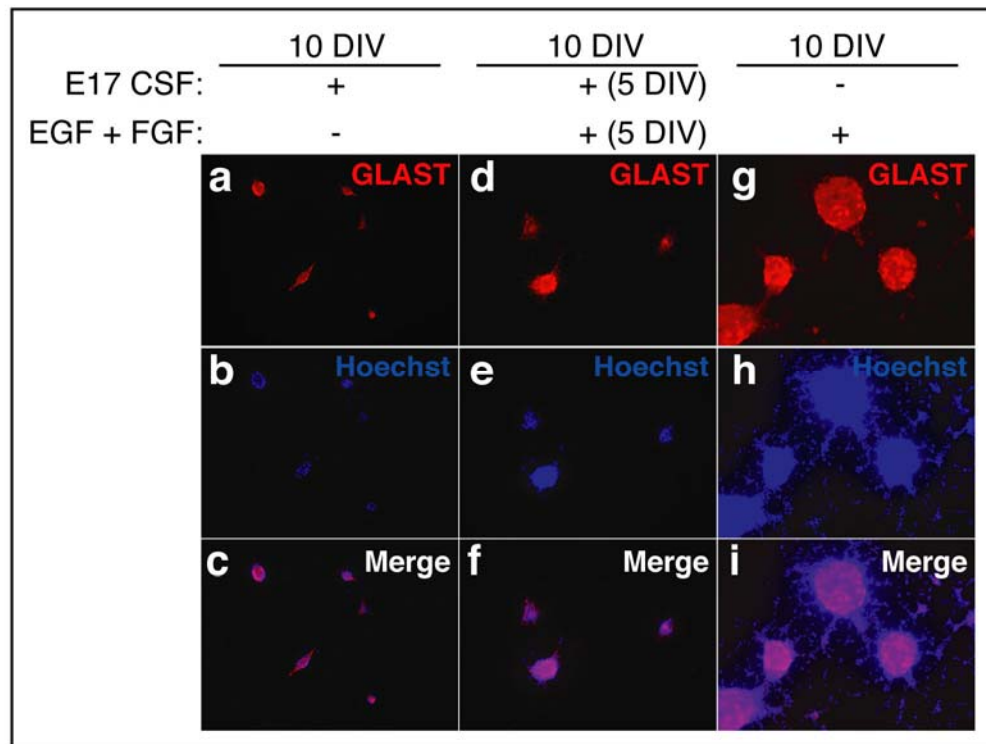 10 DIV 10 DIV 10 DIV
E17 CSF: + + (5 DIV) -
EGF + FGF: - + (5 DIV) +
a GLAST d GLAST g GLAST
b Hoechst e Hoechst h Hoechst
c Merge f Merge i Merge